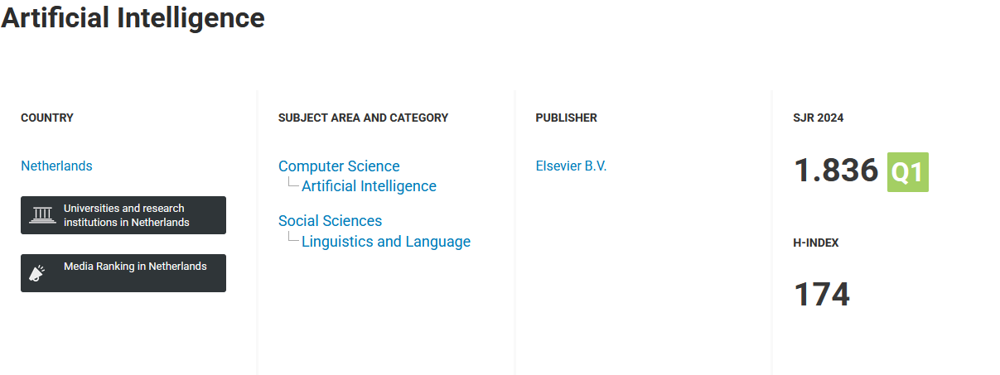 Artificial Intelligence
COUNTRY
Netherlands
Universities and research
institutions in Netherlands
Media Ranking in Netherlands
SUBJECT AREA AND CATEGORY
Computer Science
Artificial Intelligence
Social Sciences
Linguistics and Language
PUBLISHER
Elsevier B.V.
SJR 2024
1.836 Q1
H-INDEX
174